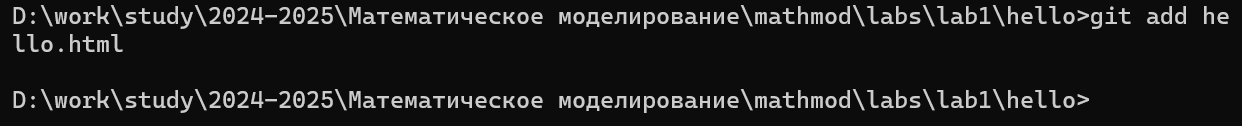 D:\work\study\2024-2025\Математическое моделирование\mathmod\labs\lab1\hello>git add he
llo.html
D:\work\study\2024-2025\Математическое моделирование\mathmod\labs\lab1\hello>